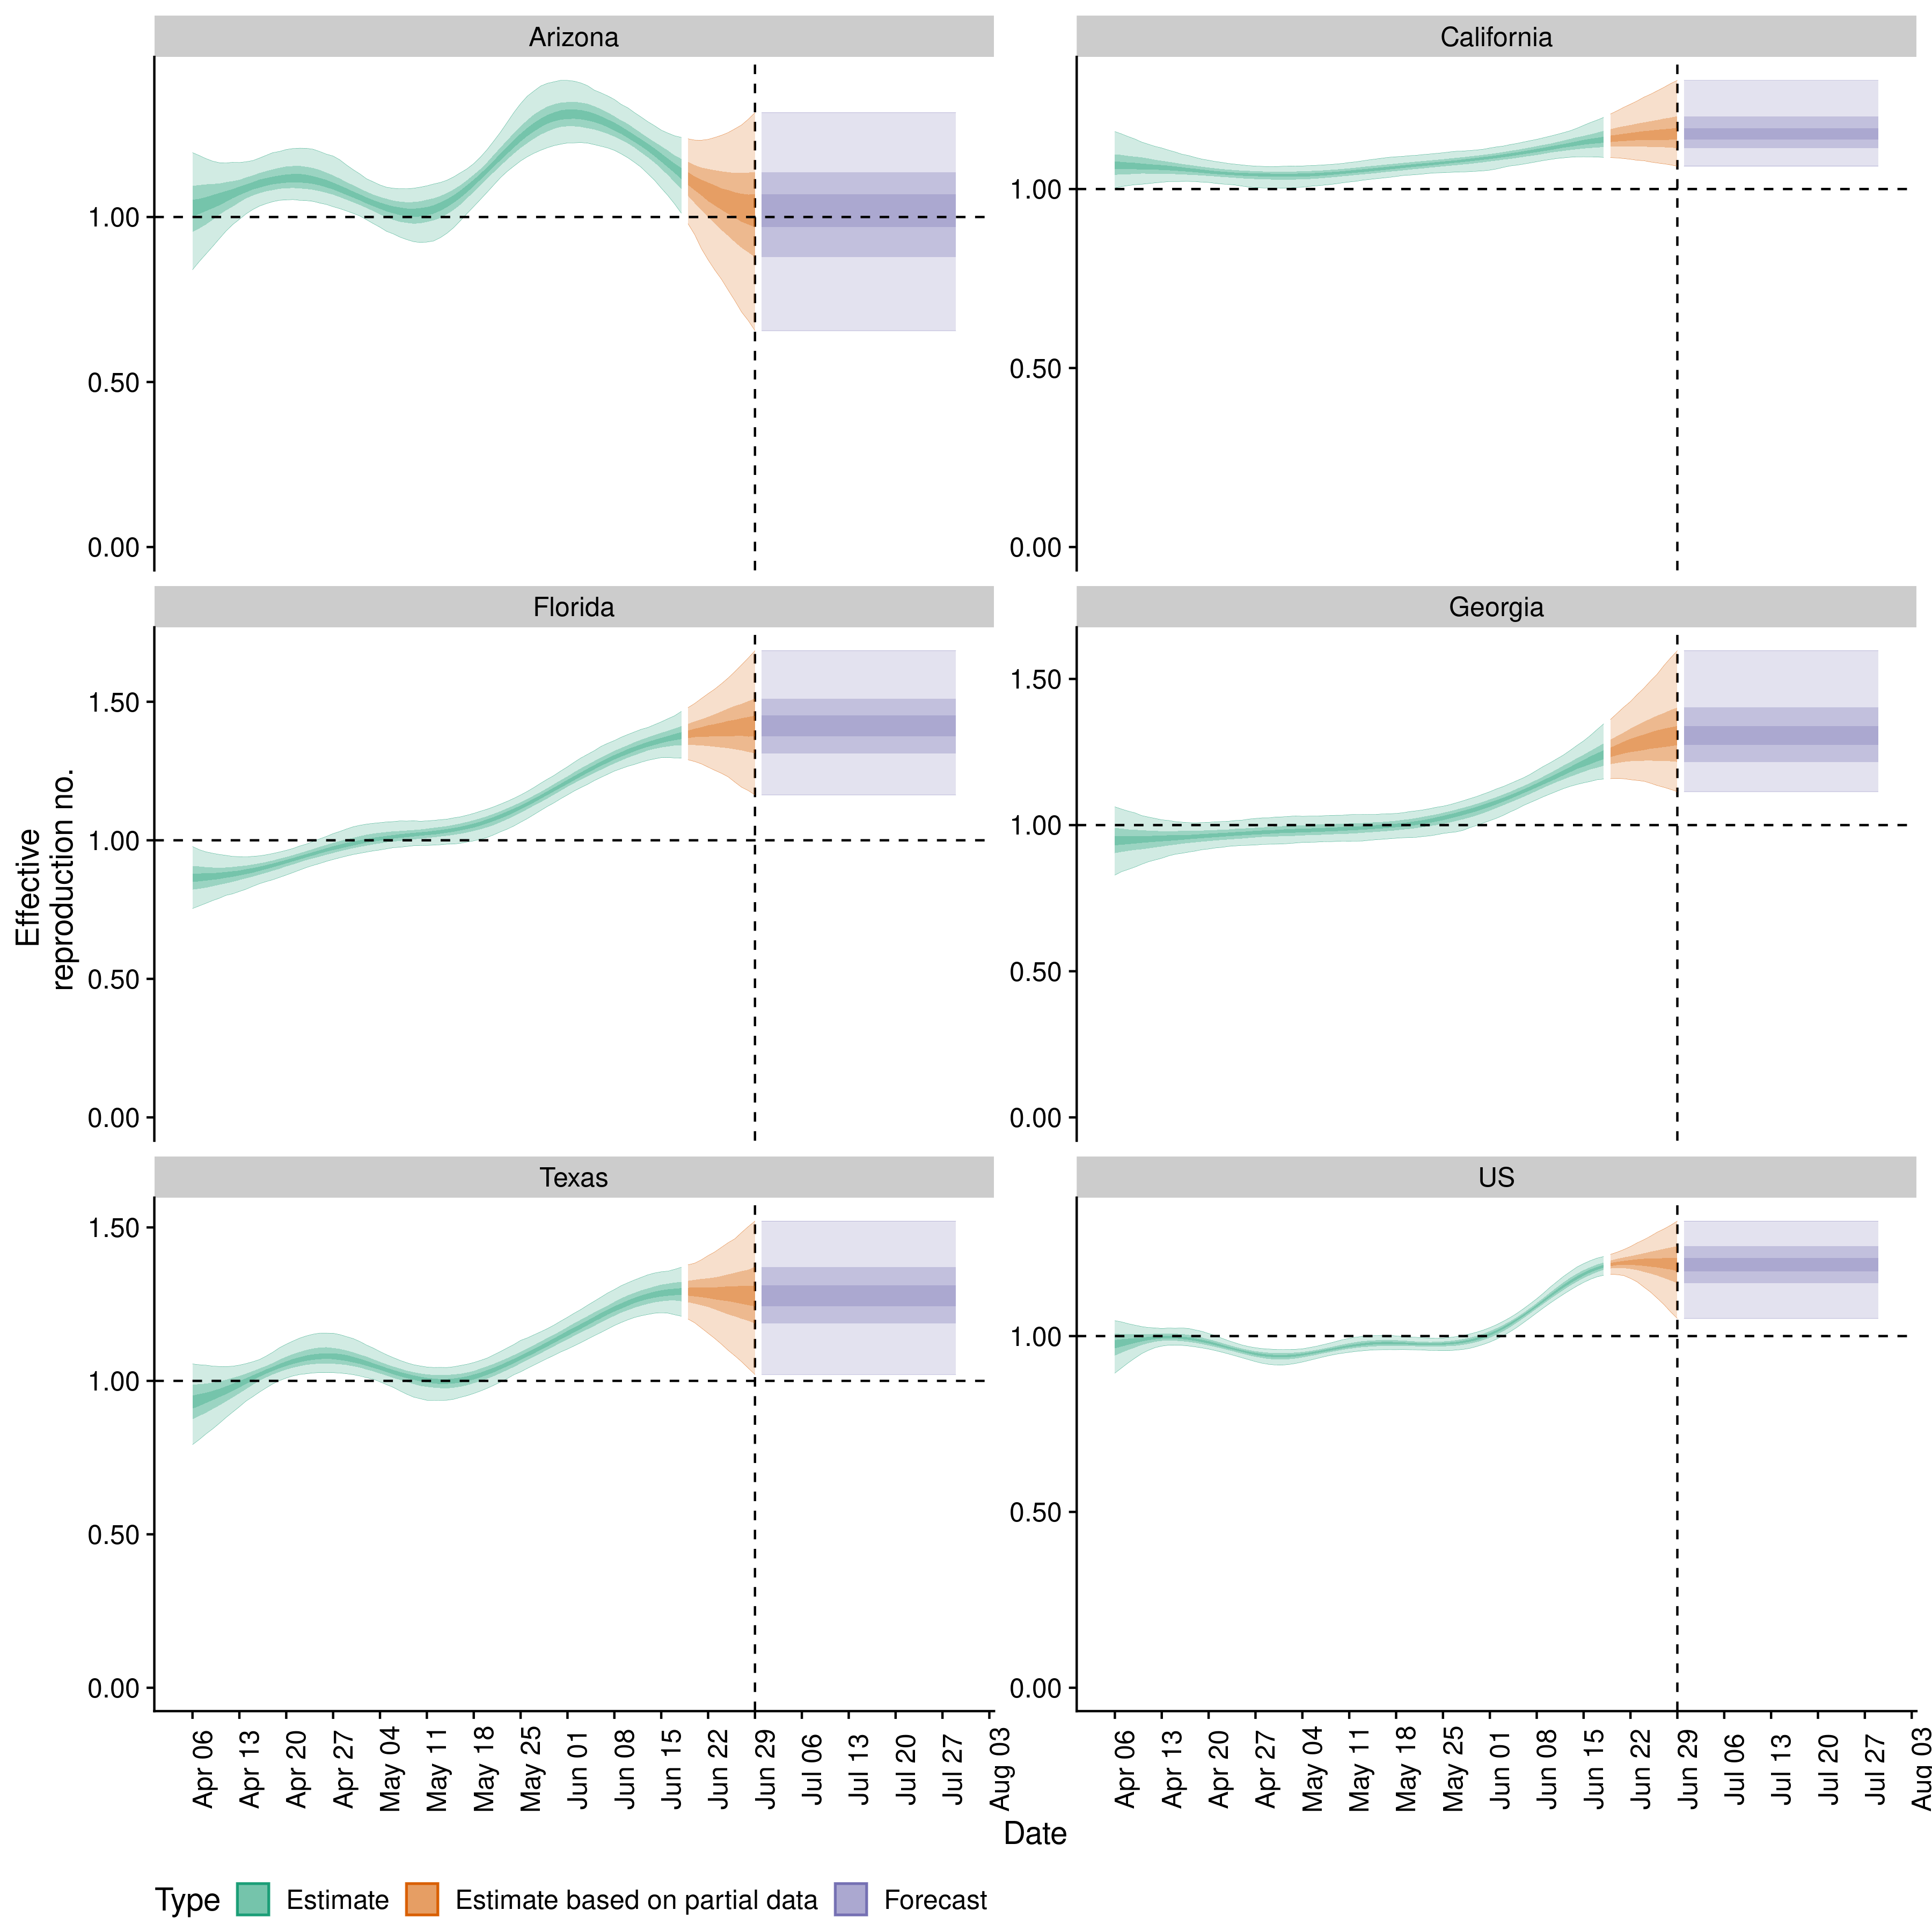 Arizona
California
1.00
0.50
0.00
1.00
0.50
0.00
Florida
Georgia
1.50
1.00
0.50
0.00
1.50
1.00
0.50
0.00
Effective
reproduction no.
Texas
US
1.50
1.00
0.50
0.00
1.00
0.50
0.00
Apr 06
Apr 13
Apr 20
Apr 27
May 04
May 11
May 18
May 25
Jun 01
Jun 08
Jun 15
Jun 22
Jun 29
Jul 06
Jul 13
Jul 20
Jul 27
Aug 03
Apr 06
Apr 13
Apr 20
Apr 27
May 04
May 11
May 18
May 25
Jun 01
Jun 08
Jun 15
Jun 22
Jun 29
Jul 06
Jul 13
Jul 20
Jul 27
Aug 03
Date
Type Estimate Estimate based on partial data Forecast